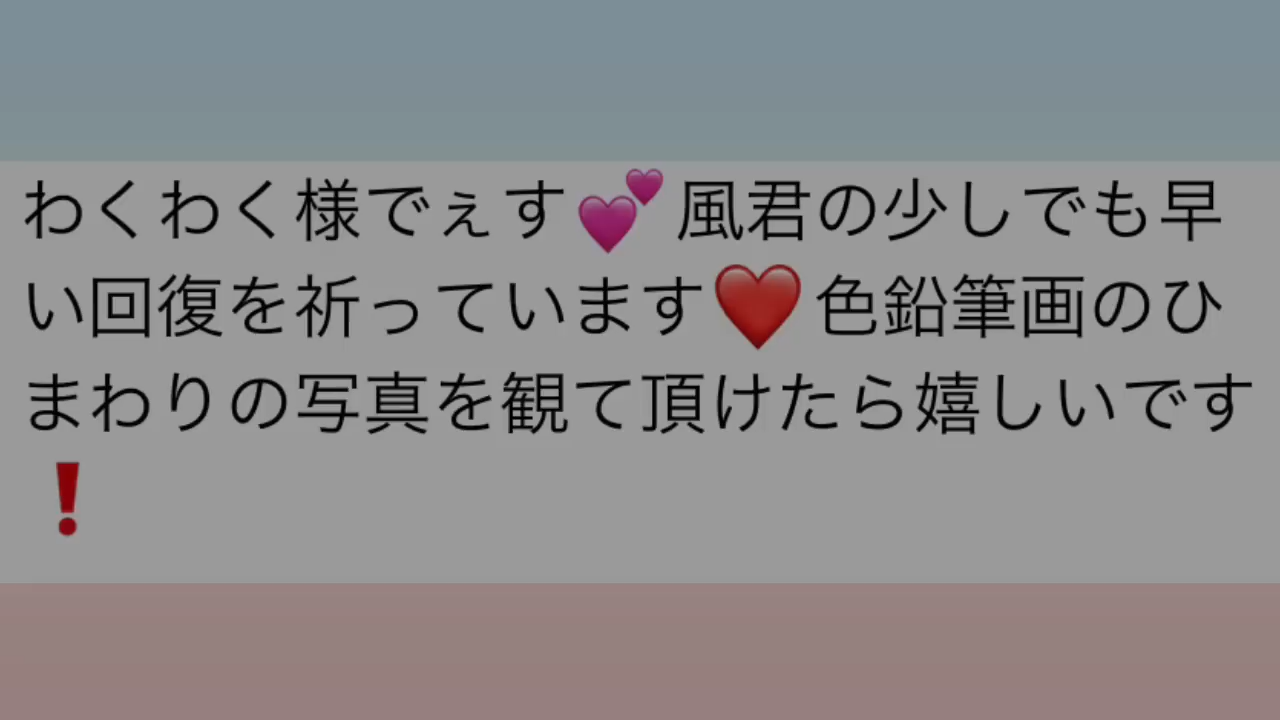 わくわく様でぇす💕風君の少しでも早
い回復を祈っています❤️色鉛筆画のひ
まわりの写真を観て頂けたら嬉しいです
❗